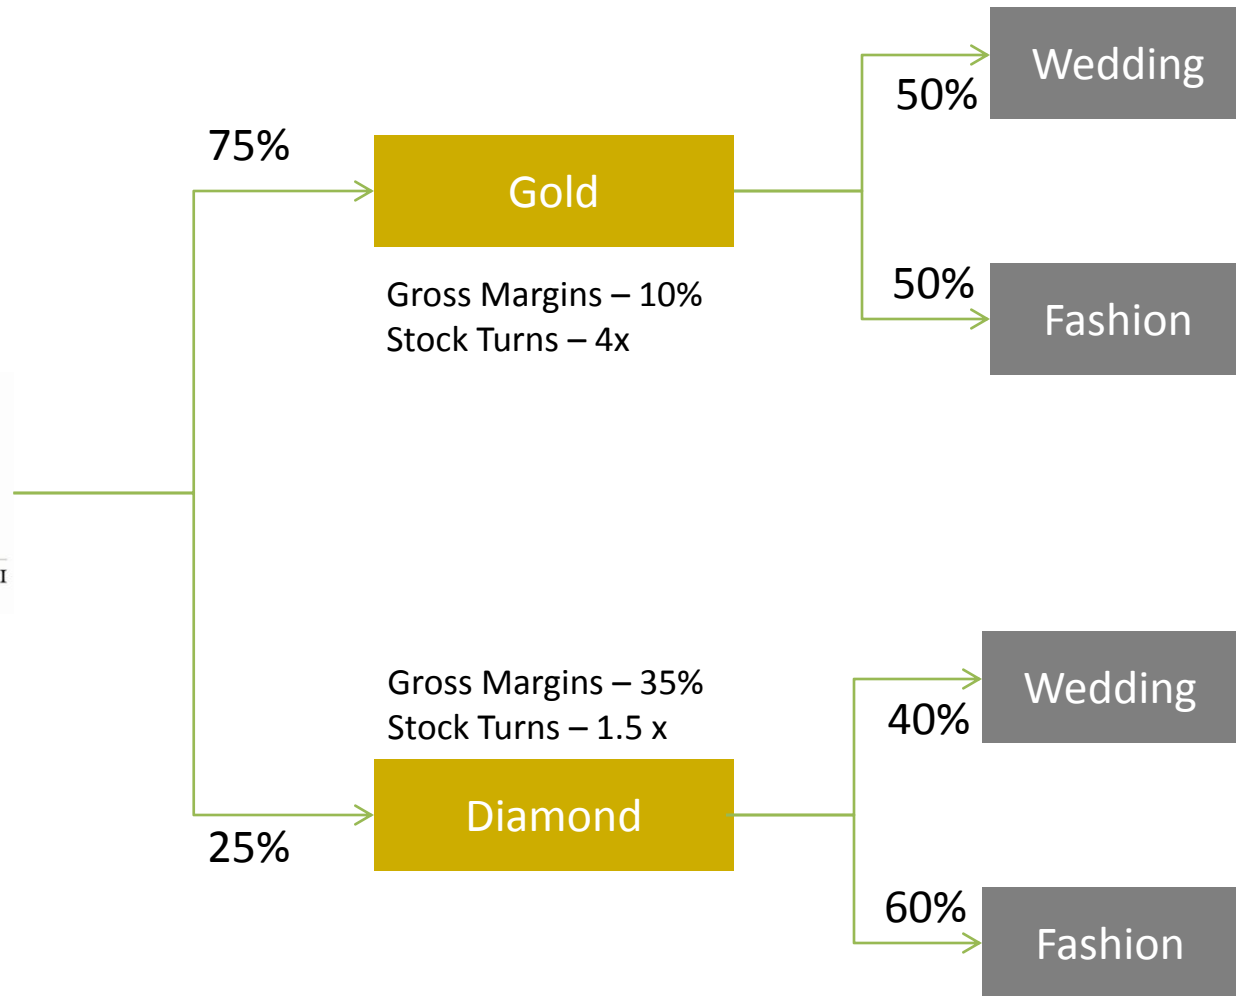 Wedding
50%
75%
Gold
50%
Gross Margins – 10%
Stock Turns – 4x
Fashion
I
Gross Margins – 35%
Stock Turns – 1.5 x
Wedding
40%
Diamond
25%
60%
Fashion